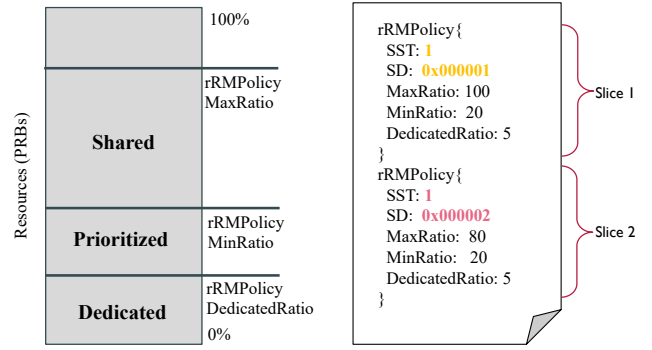 Resources (PRBs)
100%
rRMPolicy
MaxRatio
Shared
rRMPolicy
MinRatio
Prioritized
rRMPolicy
DedicatedRatio
Dedicated
0%
rRMPolicy{
SST: 1
SD: 0x000001
MaxRatio: 100
MinRatio: 20
DedicatedRatio: 5
}
Slice 1
rRMPolicy{
SST: 1
SD: 0x000002
MaxRatio: 80
MinRatio: 20
DedicatedRatio: 5
}
Slice 2